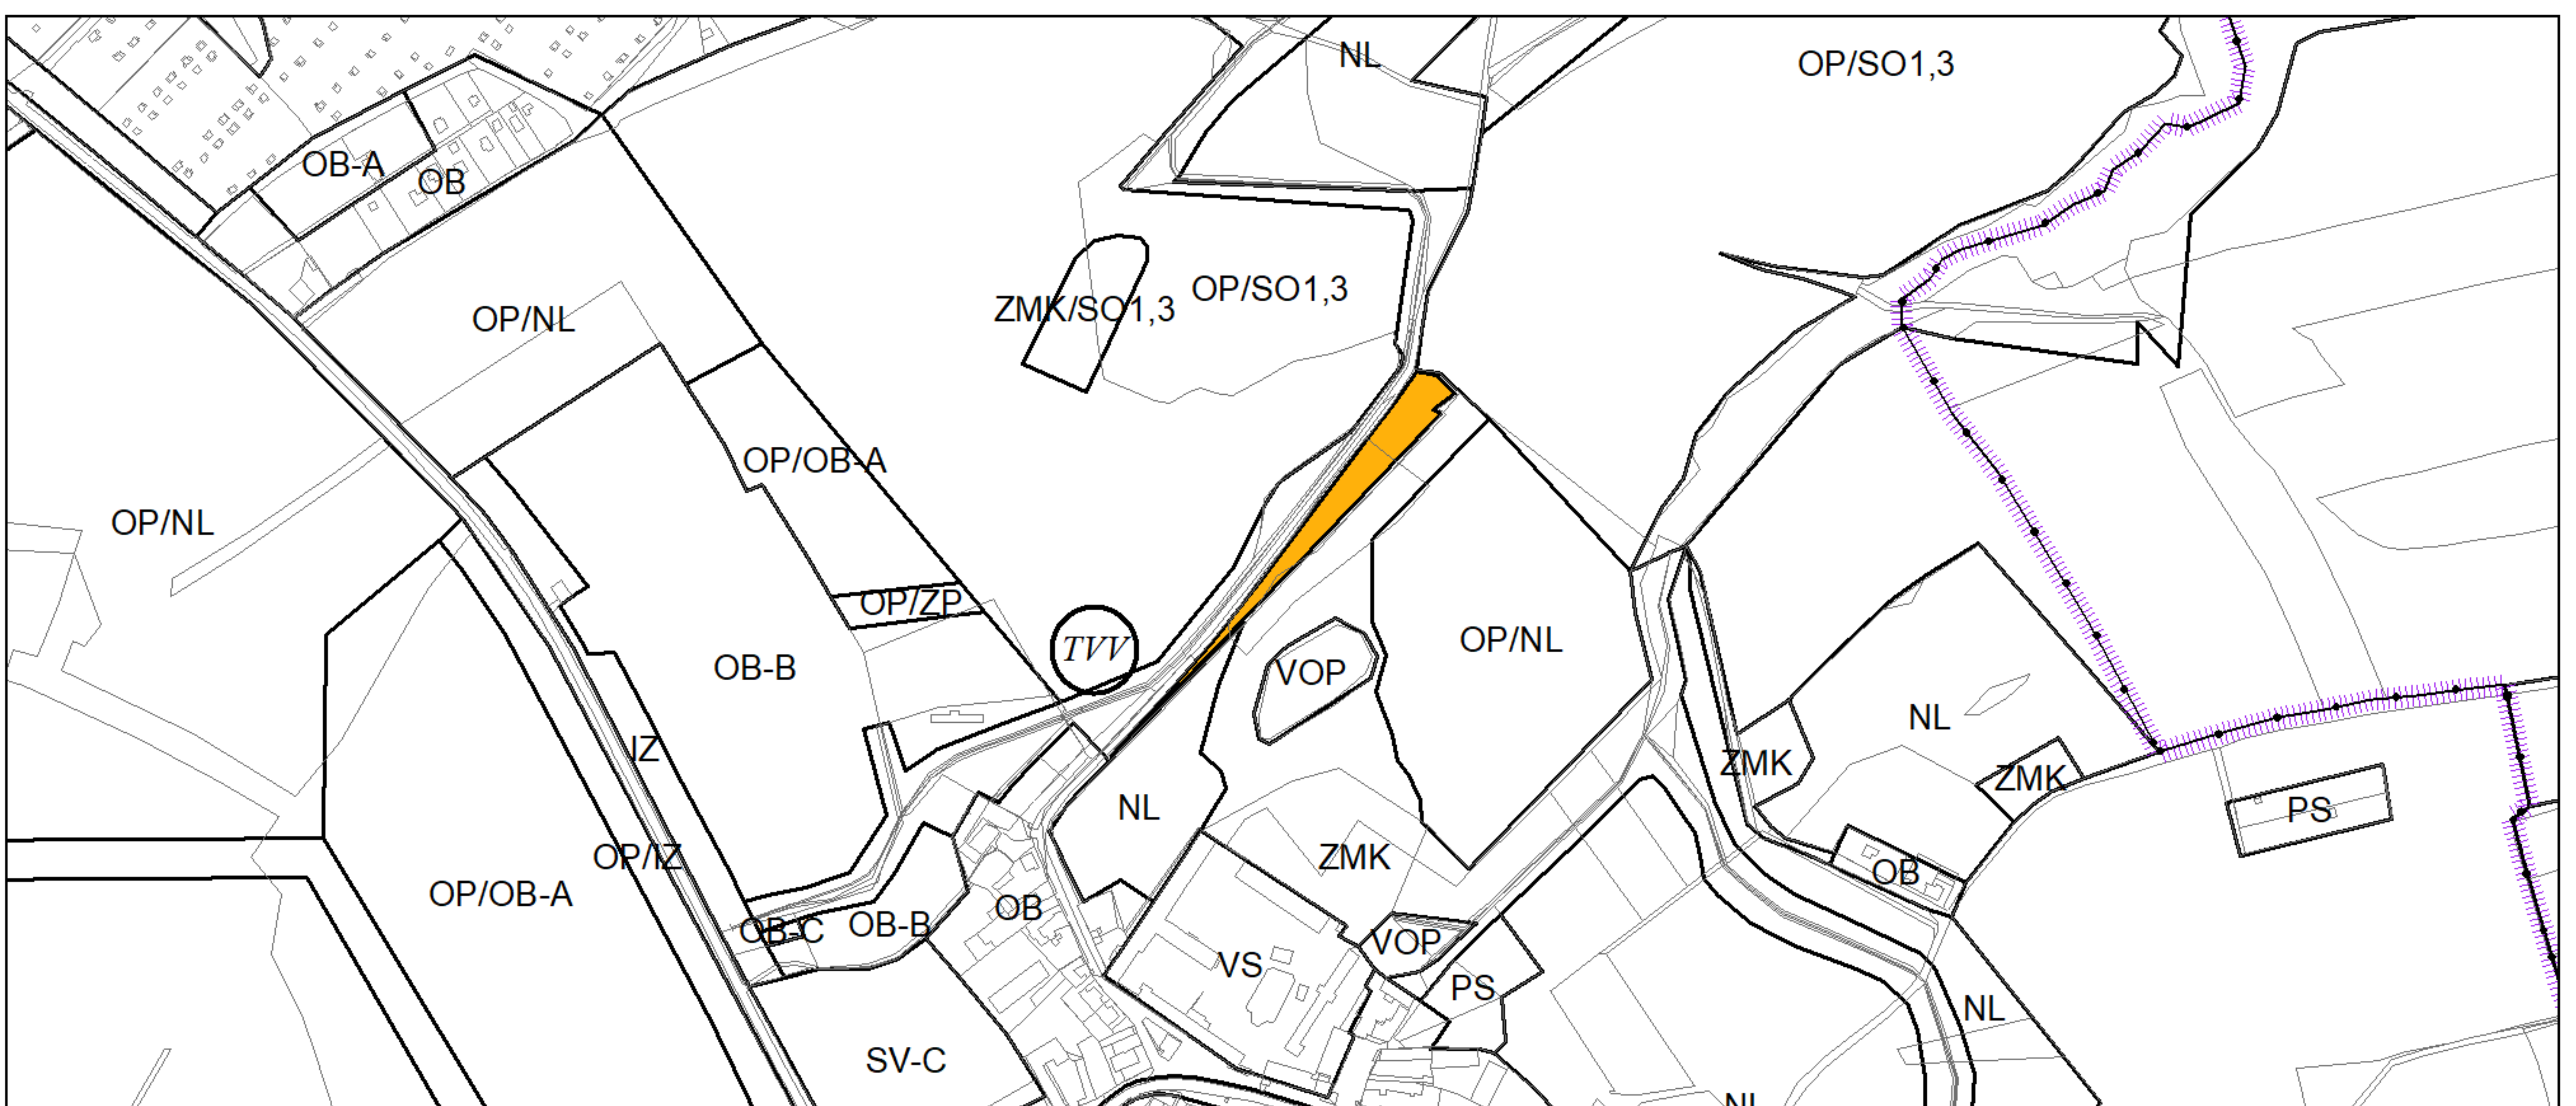 NL
OP/SO1,3
OB-A
OB
OP/SO1,3
ZMK/SO1,3
OP/NL
OP/OB-A
OP/NL
OP/ZP
TVV
OP/NL
OB-B
VOP
NL
IZ
ZMK
ZMK
NL
PS
OP/IZ
ZMK
OP/OB-A
OB
OB
OB-C
OB-B
VOP
VS
PS
NL
SV-C
NL